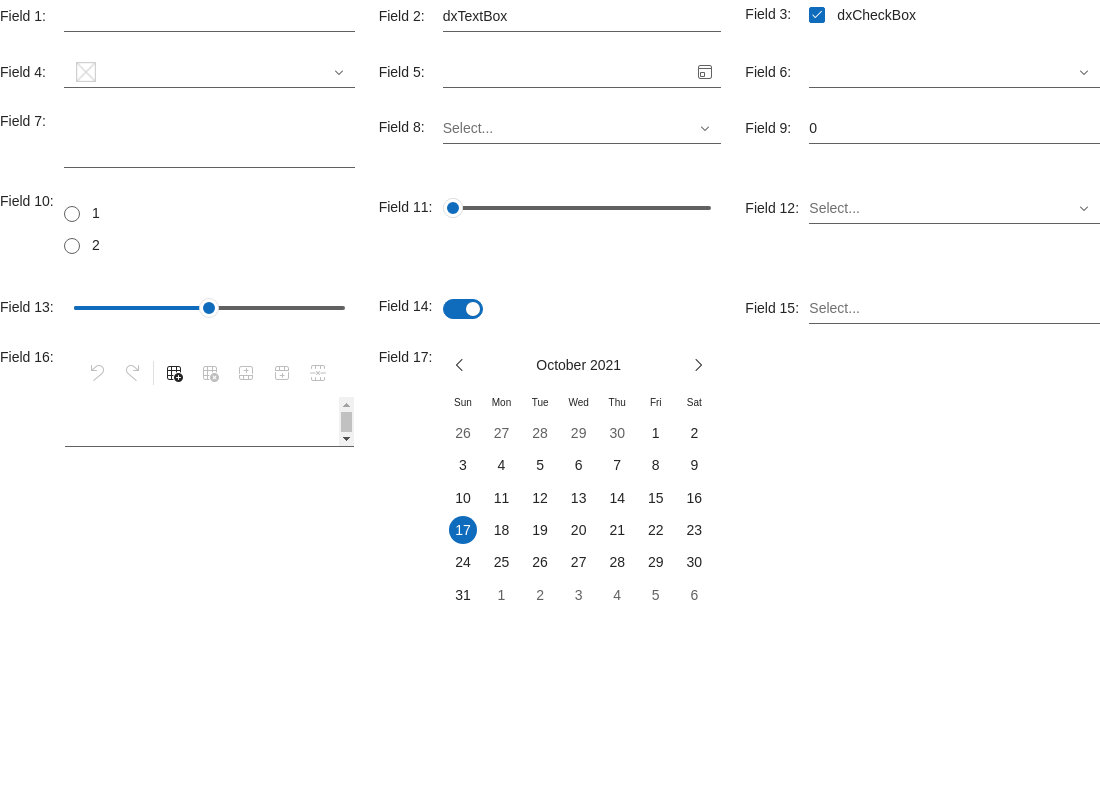 Field 1:
Field 2: dxTextBox
Field 3: dxCheckBox
Field 4:
Field 5:
Field 6:
Field 7:
Field 8: Select...
Field 9: 0
Field 10:
1
2
Field 11:
Field 12: Select...
Field 13:
Field 14:
Field 15: Select...
Field 16:
Field 17:
October 2021
Sun Mon Tue Wed Thu Fri Sat
26 27 28 29 30 1 2
3 4 5 6 7 8 9
10 11 12 13 14 15 16
17 18 19 20 21 22 23
24 25 26 27 28 29 30
31 1 2 3 4 5 6